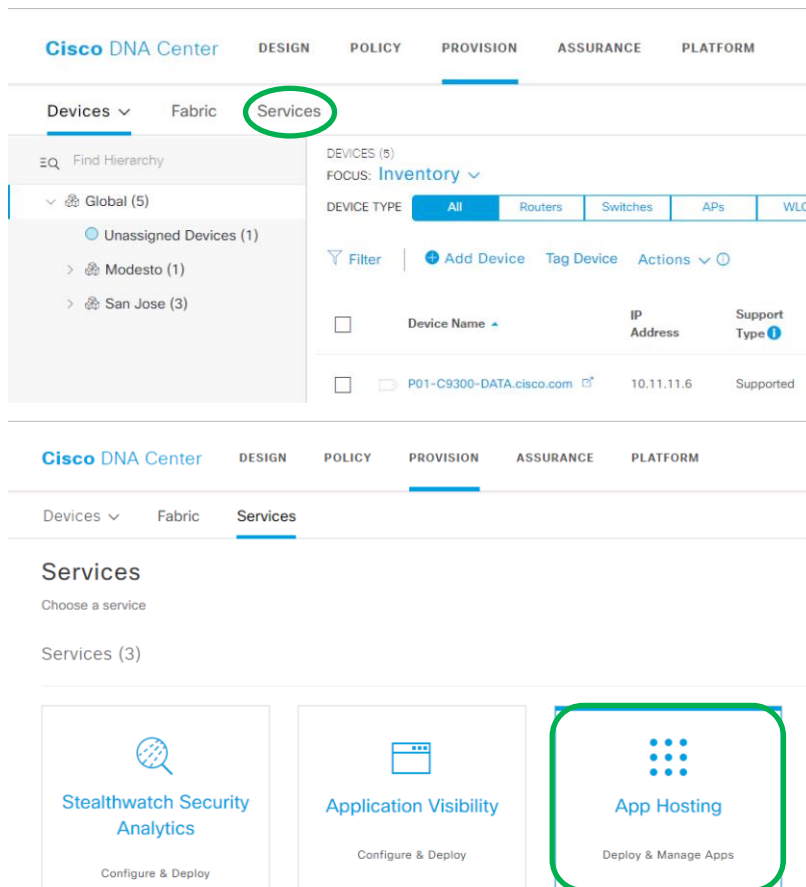 Cisco DNA Center DESIGN POLICY PROVISION ASSURANCE PLATFORM
Devices Fabric Services
Find Hierarchy
Global (5)
Unassigned Devices (1)
Modesto (1)
San Jose (3)
DEVICES (5)
FOCUS: Inventory
DEVICE TYPE All Routers Switches APs WLC
Filter Add Device Tag Device Actions
Device Name IP Address Support Type
P01-C9300-DATA.cisco.com 10.11.11.6 Supported
Cisco DNA Center DESIGN POLICY PROVISION ASSURANCE PLATFORM
Devices Fabric Services
Services
Choose a service
Services (3)
Stealthwatch Security
Analytics
Configure & Deploy
Application Visibility
Configure & Deploy
App Hosting
Deploy & Manage Apps